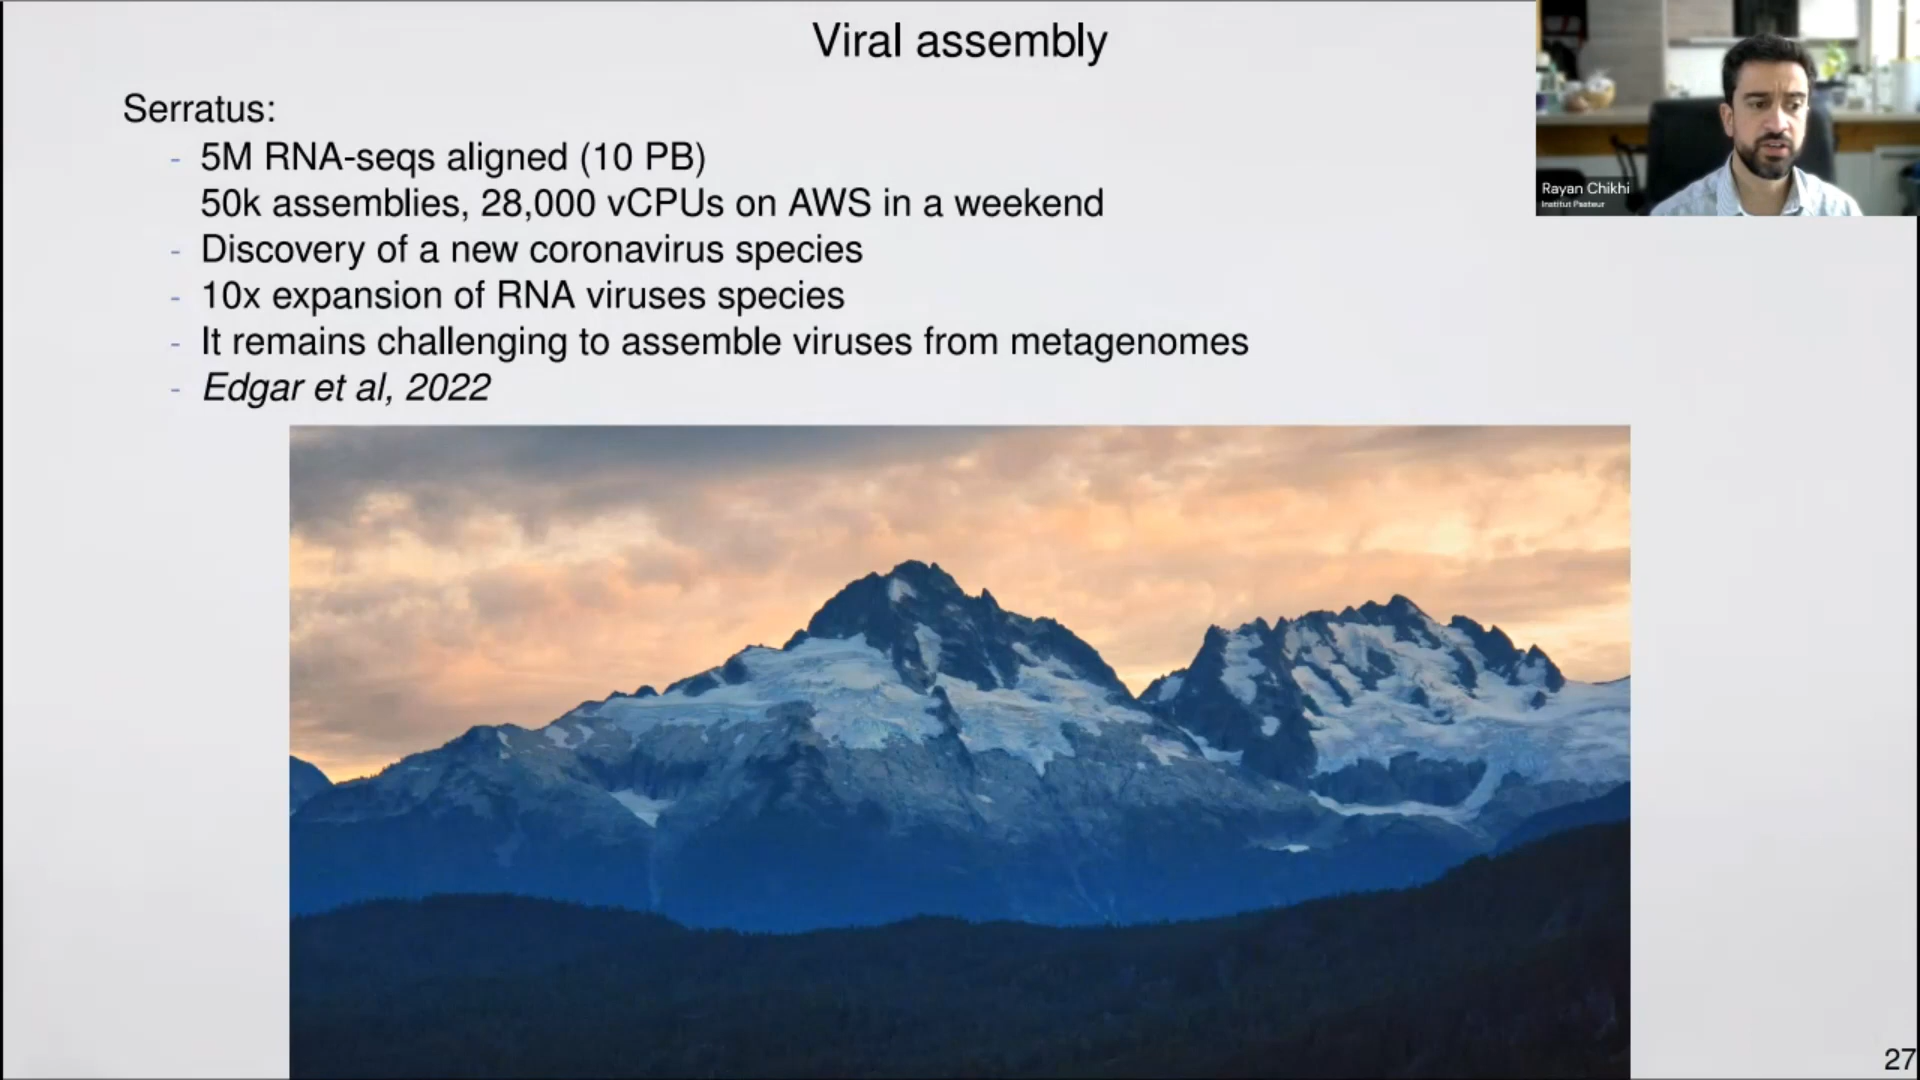 Viral assembly
Serratus:
- 5M RNA-seqs aligned (10 PB)
50k assemblies, 28,000 vCPUs on AWS in a weekend
- Discovery of a new coronavirus species
- 10x expansion of RNA viruses species
- It remains challenging to assemble viruses from metagenomes
- Edgar et al, 2022
Rayan Chikhi
Institut Pasteur
27